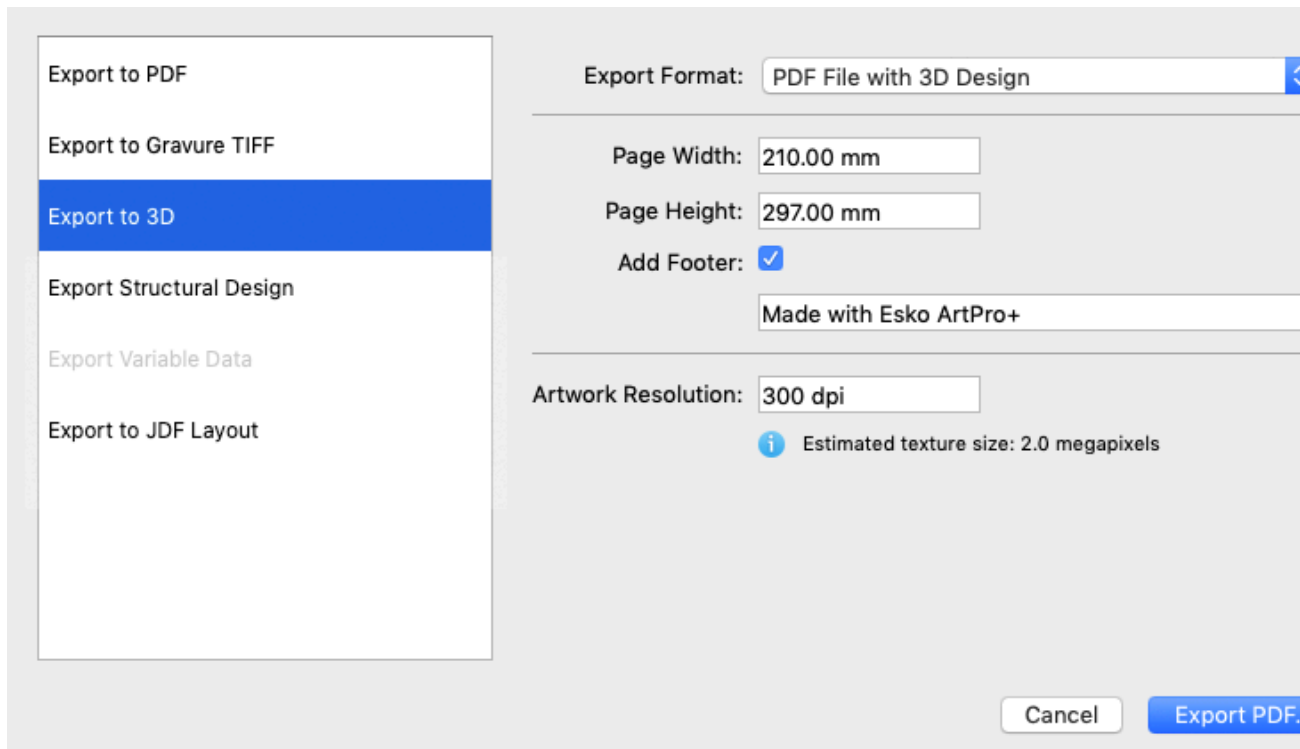 Export to PDF
Export to Gravure TIFF
Export to 3D
Export Structural Design
Export Variable Data
Export to JDF Layout
Export Format: PDF File with 3D Design
Page Width: 210.00 mm
Page Height: 297.00 mm
Add Footer:
Made with Esko ArtPro+
Artwork Resolution: 300 dpi
Estimated texture size: 2.0 megapixels
Cancel Export PDF.